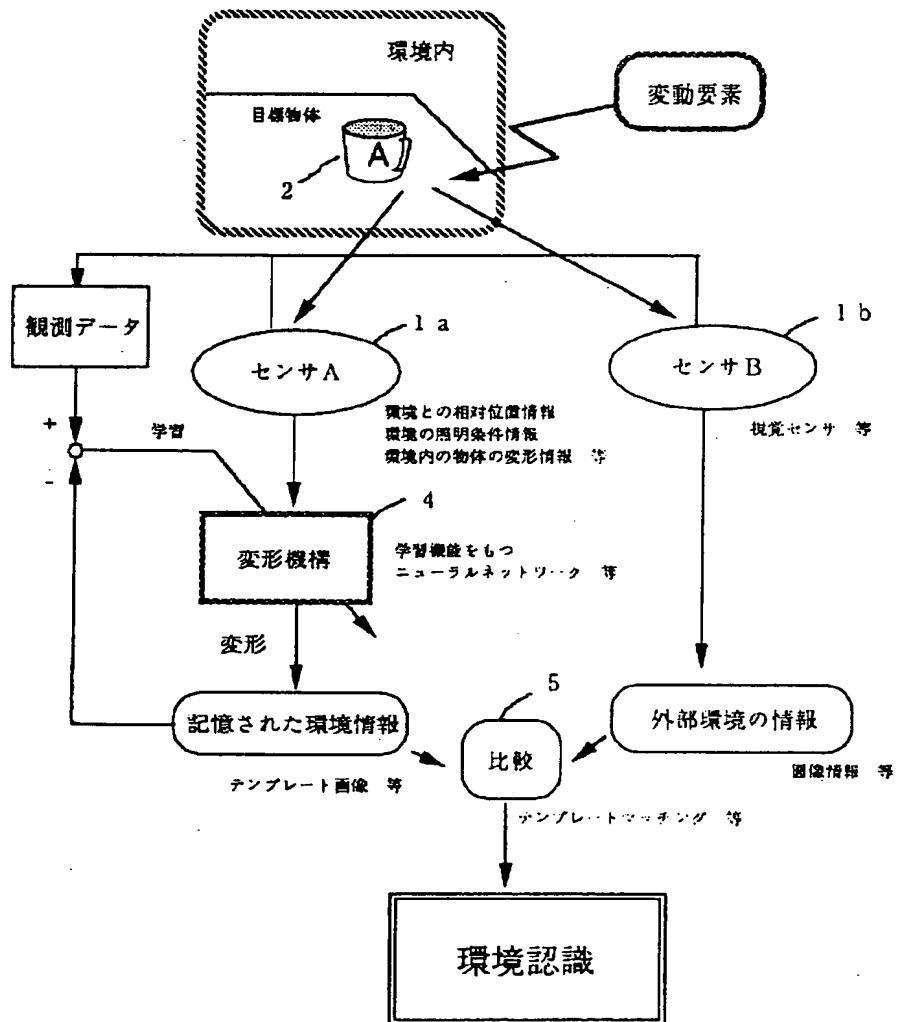 環境内
変動要素
目標物体
A
2
観測データ
1a
1b
センサA
センサB
+
-
学習
環境との相対位置情報
環境の照明条件情報
環境内の物体の変形情報 等
視覚センサ 等
4
変形機構
学習機能をもつ
ニューラルネットワーク 等
変形
記憶された環境情報
5
比較
外部環境の情報
テンプレート画像 等
画像情報 等
テンプレートマッチング 等
環境認識